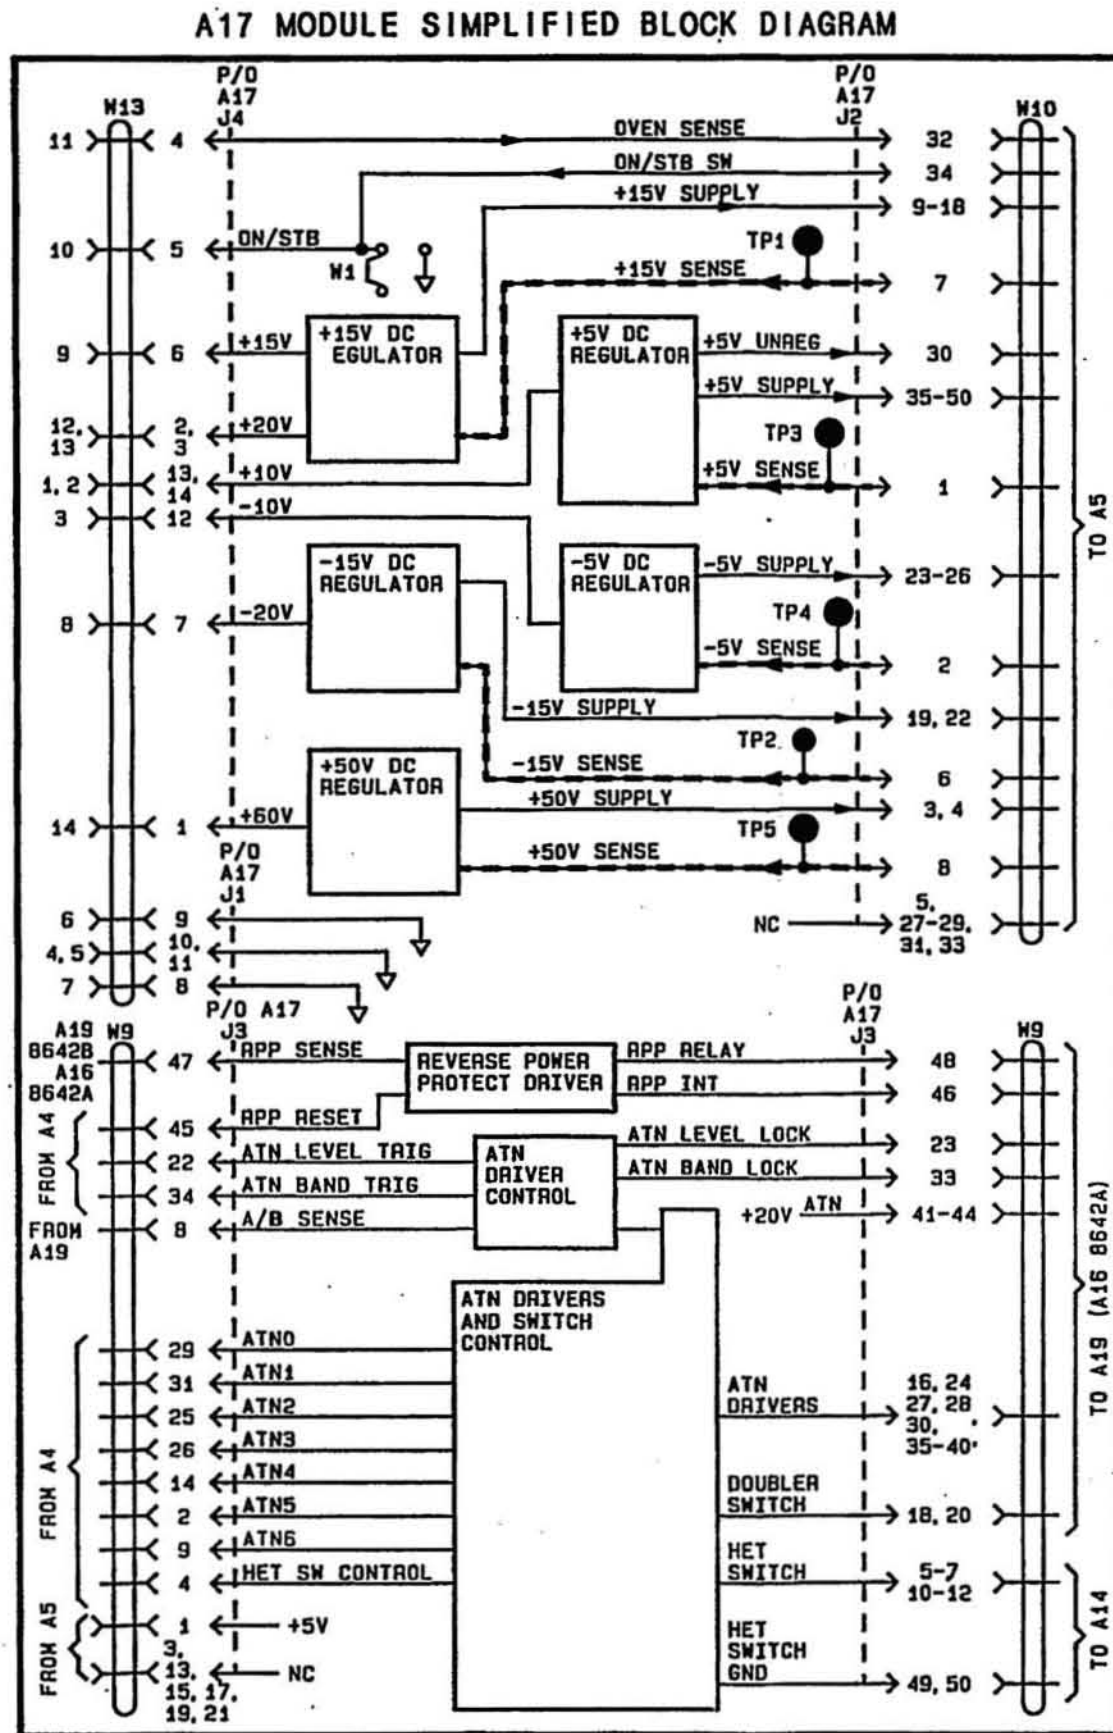 A17 MODULE SIMPLIFIED BLOCK DIAGRAM
P/O
A17
J4
P/O
A17
J2
W13
W10
11
4
OVEN SENSE
32
ON/STB SW
34
+15V SUPPLY
9-18
10
5
ON/STB
W1
TP1
+15V SENSE
7
9
6
+15V
+15V DC
EGULATOR
+5V DC
REGULATOR
+5V UNREG
30
+5V SUPPLY
35-50
12,
13
2,
3
+20V
TP3
+5V SENSE
1
1, 2
13,
14
+10V
3
12
-10V
TO A5
-15V DC
REGULATOR
-5V DC
REGULATOR
-5V SUPPLY
23-26
8
7
-20V
TP4
-5V SENSE
2
-15V SUPPLY
19, 22
TP2
-15V SENSE
6
+50V DC
REGULATOR
+50V SUPPLY
3, 4
14
1
+60V
TP5
+50V SENSE
8
P/O
A17
J1
6
9
NC
5,
27-29,
31, 33
4, 5
10,
11
7
8
P/O A17
J3
P/O
A17
J3
A19
8642B
A16
8642A
W9
W9
47
RPP SENSE
REVERSE POWER
PROTECT DRIVER
RPP RELAY
48
RPP INT
46
FROM A4
45
RPP RESET
22
ATN LEVEL TRIG
ATN
DRIVER
CONTROL
ATN LEVEL LOCK
23
34
ATN BAND TRIG
ATN BAND LOCK
33
FROM
A19
8
A/B SENSE
+20V ATN
41-44
TO A19 (A16 8642A)
ATN DRIVERS
AND SWITCH
CONTROL
FROM A4
29
ATN0
31
ATN1
25
ATN2
26
ATN3
14
ATN4
2
ATN5
9
ATN6
4
HET SW CONTROL
ATN
DRIVERS
16, 24
27, 28
30,
35-40
DOUBLER
SWITCH
18, 20
HET
SWITCH
5-7
10-12
TO A14
FROM A5
1
+5V
3,
13,
15, 17,
19, 21
NC
HET
SWITCH
GND
49, 50